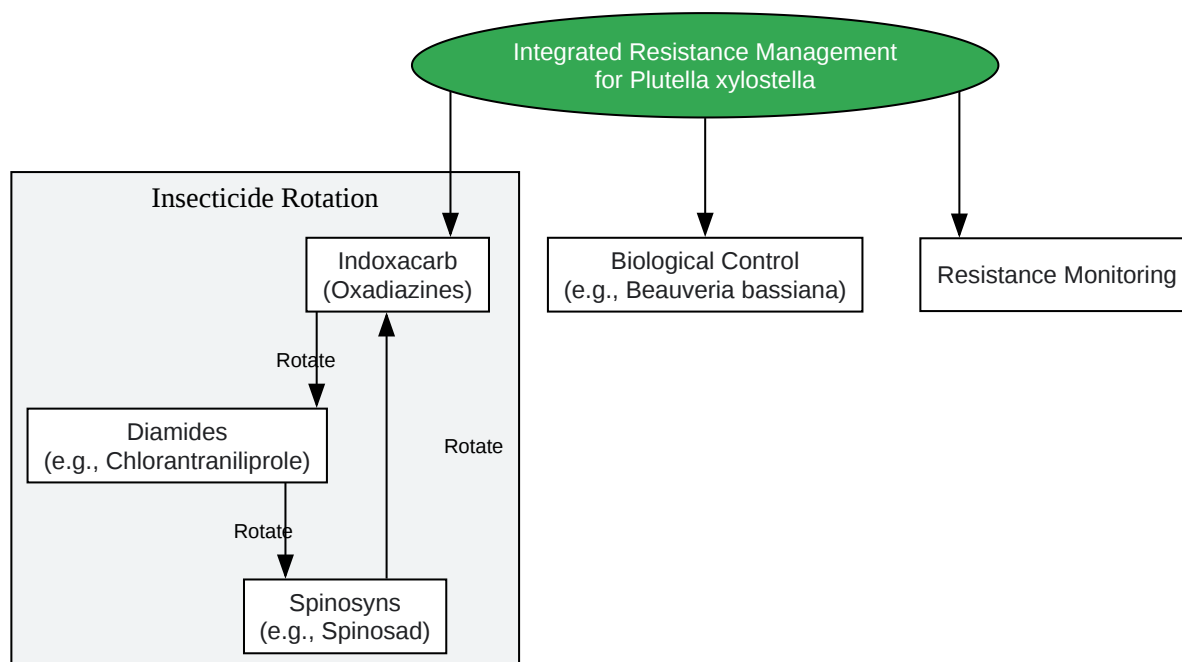 Integrated Resistance Management
for Plutella xylostella
Insecticide Rotation
Indoxacarb
(Oxadiazines)
Biological Control
(e.g., Beauveria bassiana)
Resistance Monitoring
Rotate
Diamides
(e.g., Chlorantraniliprole)
Rotate
Rotate
Spinosyns
(e.g., Spinosad)